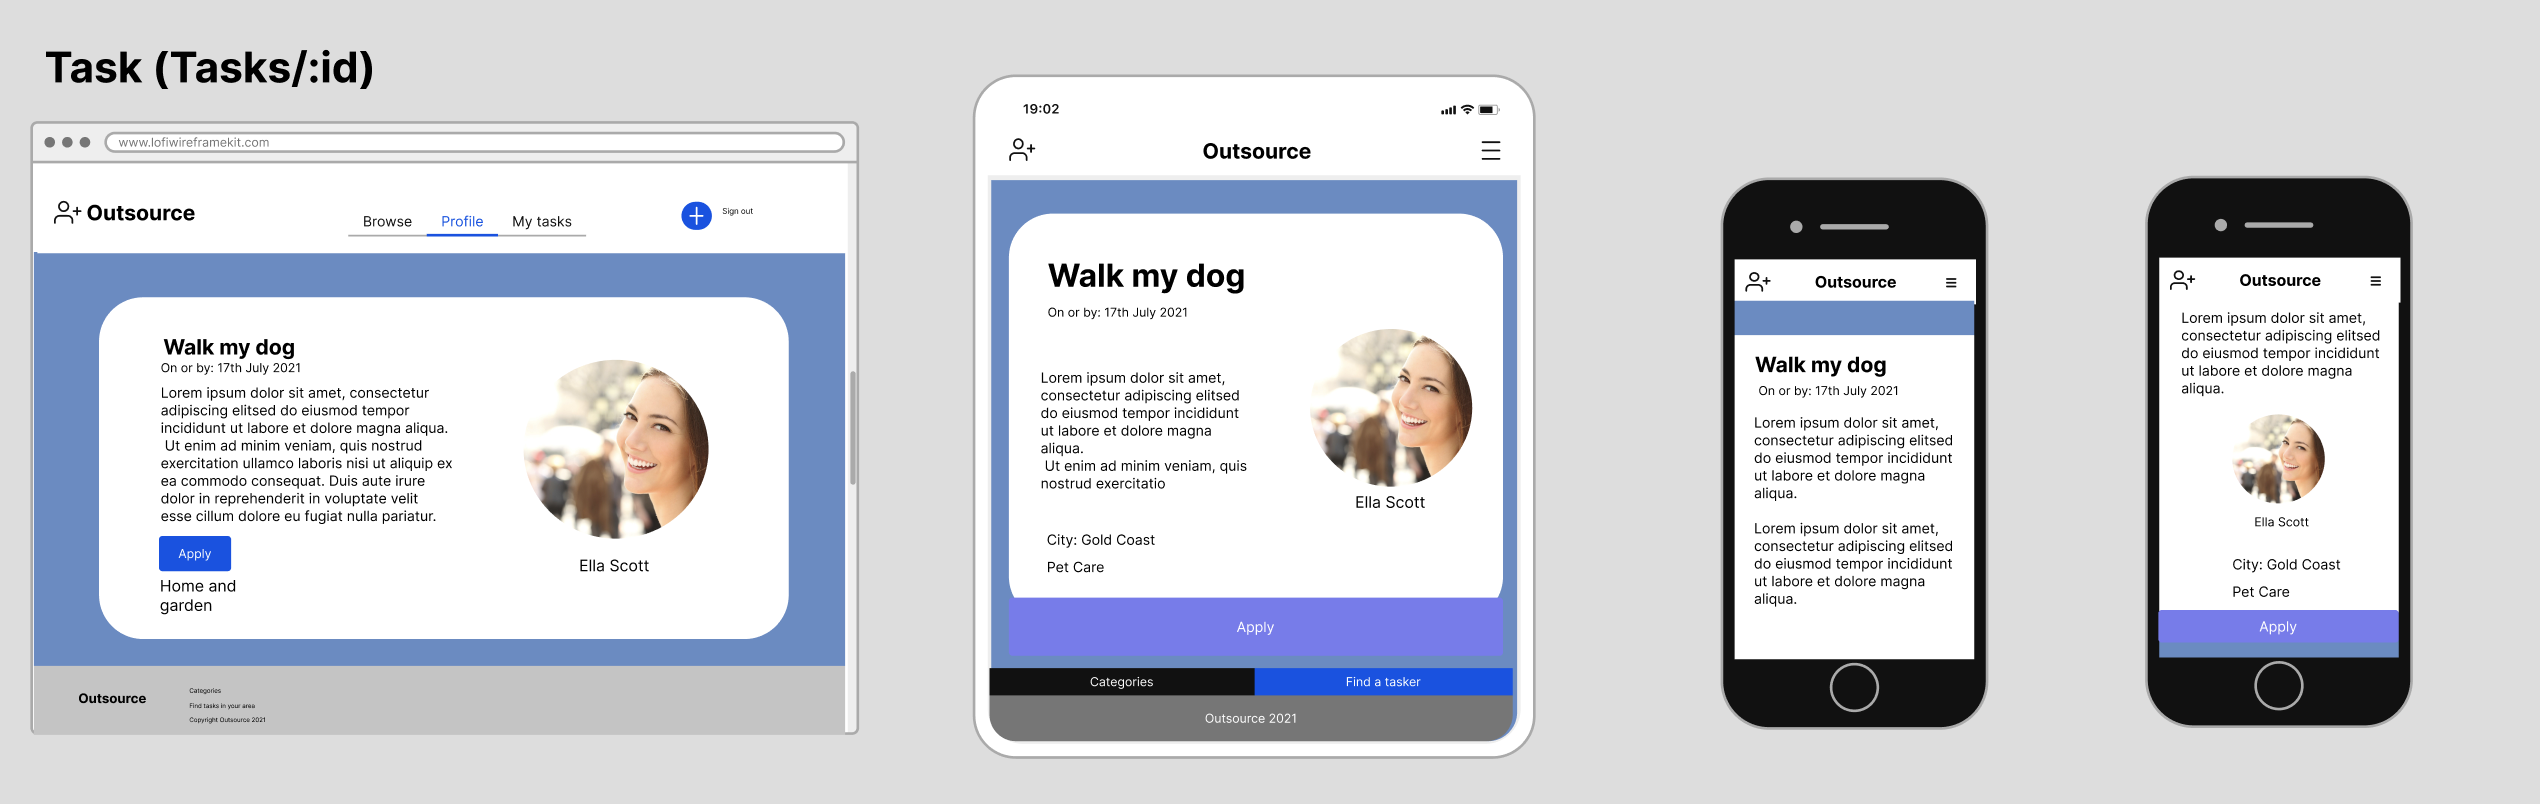 Task (Tasks/:id)
www.lofiwireframekit.com
Outsource
Browse
Profile
My tasks
Sign out
Walk my dog
On or by: 17th July 2021
Lorem ipsum dolor sit amet, consectetur
adipiscing elitsed do eiusmod tempor
incididunt ut labore et dolore magna aliqua.
Ut enim ad minim veniam, quis nostrud
exercitation ullamco laboris nisi ut aliquip ex
ea commodo consequat. Duis aute irure
dolor in reprehenderit in voluptate velit
esse cillum dolore eu fugiat nulla pariatur.
Apply
Home and
garden
Ella Scott
Outsource
Categories
Find tasks in your area
Copyright Outsource 2021
19:02
Outsource
Walk my dog
On or by: 17th July 2021
Lorem ipsum dolor sit amet,
consectetur adipiscing elitsed
do eiusmod tempor incididunt
ut labore et dolore magna
aliqua.
Ut enim ad minim veniam, quis
nostrud exercitatio
Ella Scott
City: Gold Coast
Pet Care
Apply
Categories
Find a tasker
Outsource 2021
Outsource
Walk my dog
On or by: 17th July 2021
Lorem ipsum dolor sit amet,
consectetur adipiscing elitsed
do eiusmod tempor incididunt
ut labore et dolore magna
aliqua.
Lorem ipsum dolor sit amet,
consectetur adipiscing elitsed
do eiusmod tempor incididunt
ut labore et dolore magna
aliqua.
Outsource
Lorem ipsum dolor sit amet,
consectetur adipiscing elitsed
do eiusmod tempor incididunt
ut labore et dolore magna
aliqua.
Ella Scott
City: Gold Coast
Pet Care
Apply